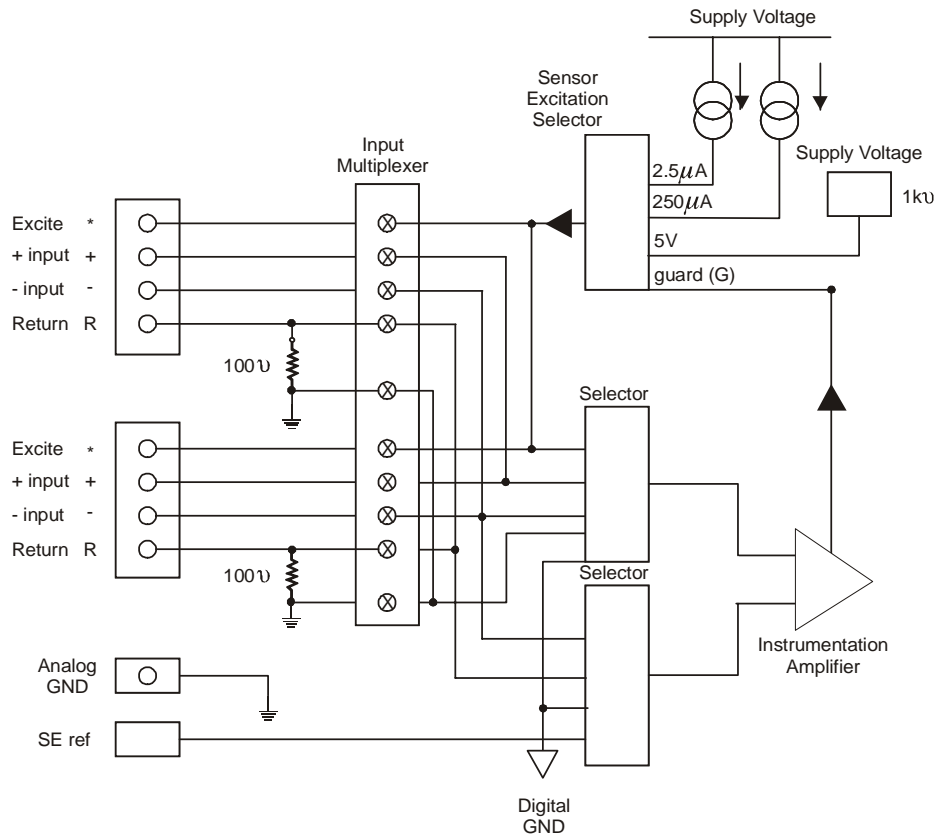 Supply Voltage
Sensor
Excitation
Selector
Input
Multiplexer
Supply Voltage
2.5μA
250μA
1kυ
5V
guard (G)
Excite *
+ input +
- input -
Return R
100υ
Selector
Excite *
+ input +
- input -
Return R
100υ
Selector
Instrumentation
Amplifier
Analog
GND
SE ref
Digital
GND